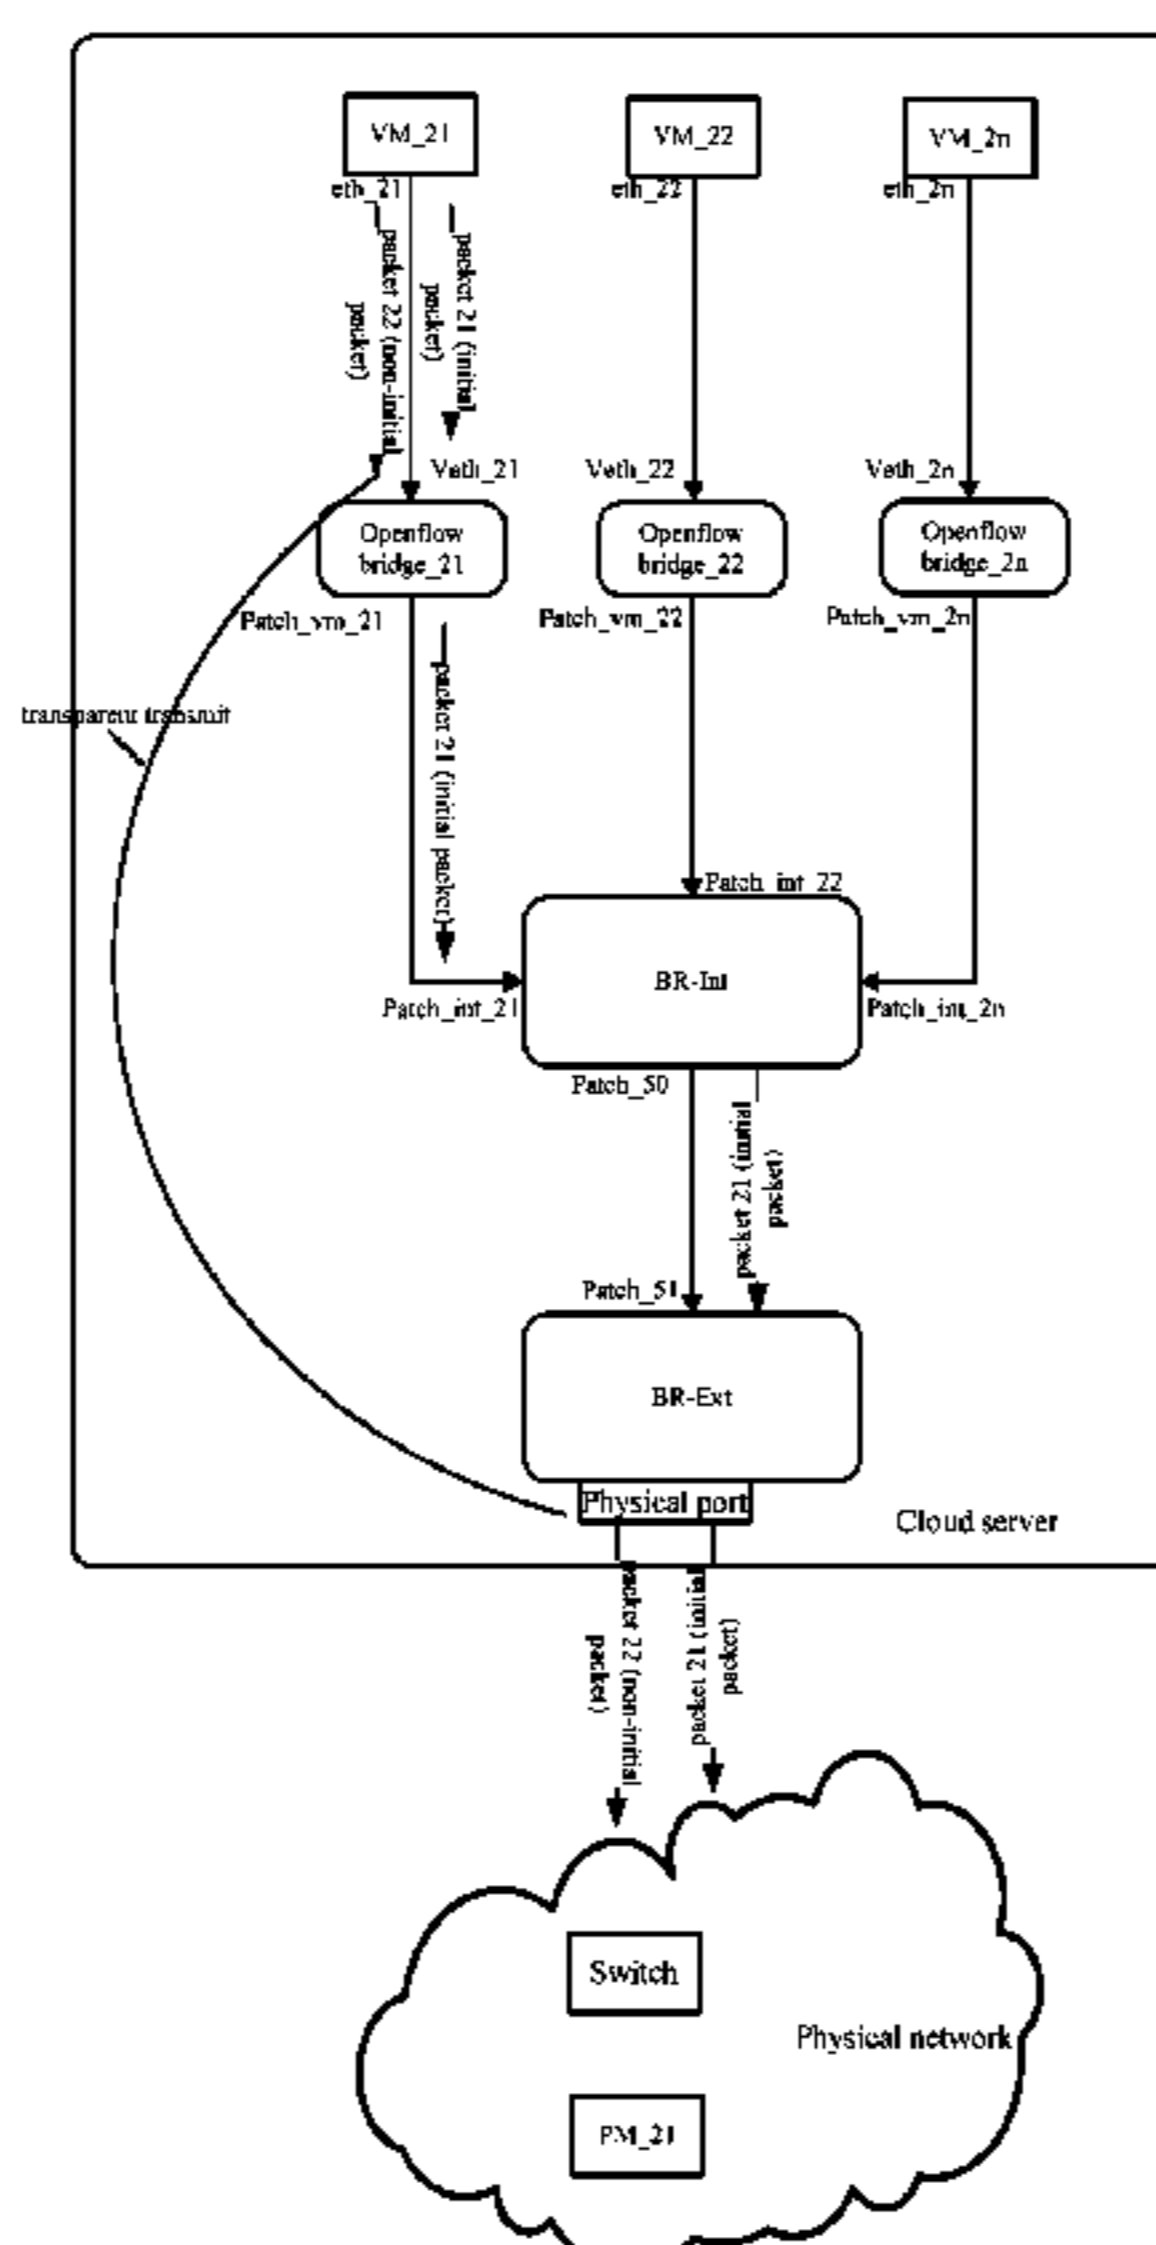 VM_21
VM_22
VM_2n
eth_21
eth_22
eth_2n
packet 22 (non-initial
packet)
packet 21 (initial
packet)
Veth_21
Veth_22
Veth_2n
Openflow
bridge_21
Openflow
bridge_22
Openflow
bridge_2n
Patch_vm_21
Patch_vm_22
Patch_vm_2n
transparent transmit
packet 21 (initial packet)
Patch_int_22
BR-Int
Patch_int_21
Patch_int_2n
Patch_50
packet 21 (initial
packet)
Patch_51
BR-Ext
Physical port
Cloud server
packet 22 (non-initial
packet)
packet 21 (initial
packet)
Switch
Physical network
PM_21